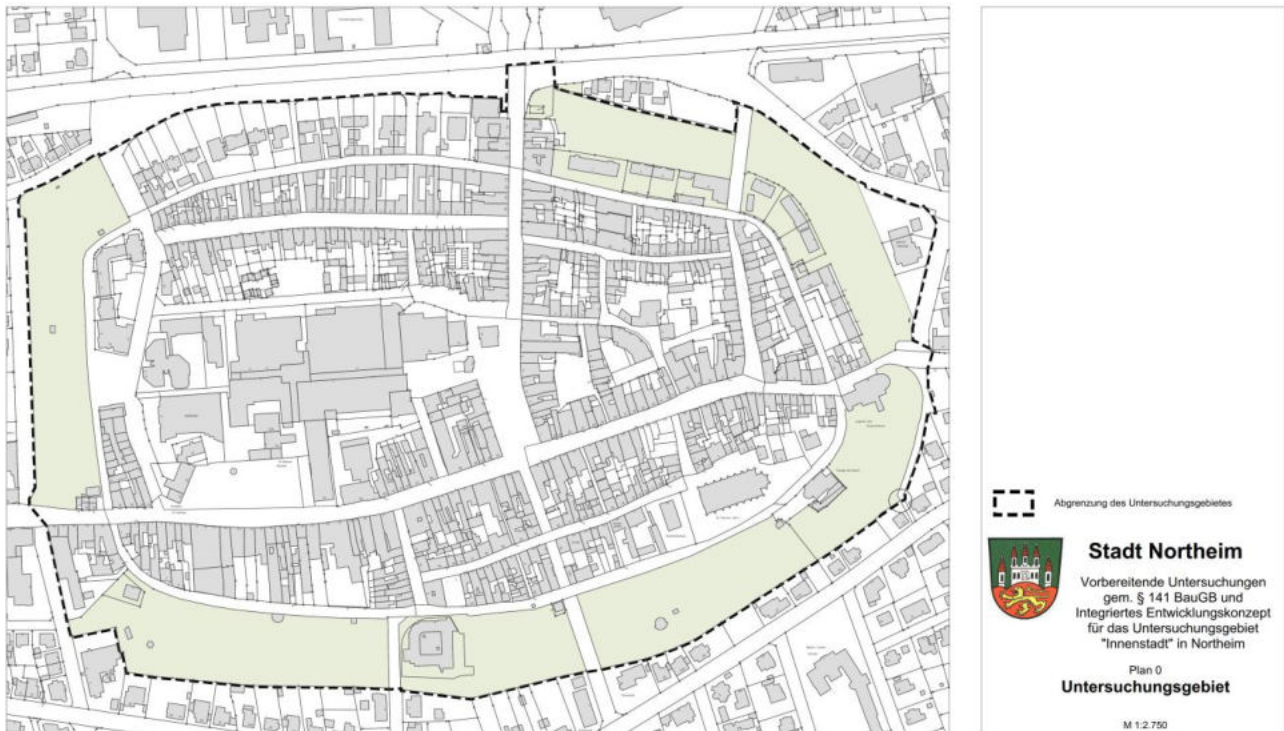 Abgrenzung des Untersuchungsgebietes
Stadt Northeim
Vorbereitende Untersuchungen
gem. § 141 BauGB und
Integriertes Entwicklungskonzept
für das Untersuchungsgebiet
"Innenstadt" in Northeim
Plan 0
Untersuchungsgebiet
M 1:2.750